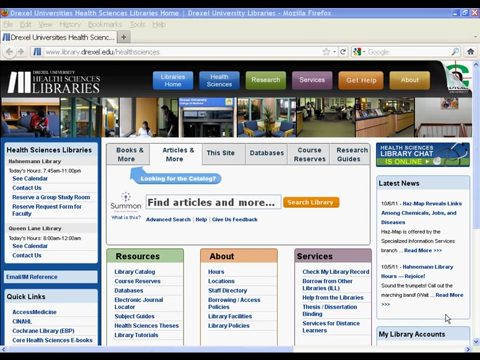 Drexel Universities Health Sciences Libraries Home | Drexel University Libraries - Mozilla Firefox
File Edit View History Bookmarks Tools Help
Drexel Universities Health Science Libraries...
www.library.drexel.edu/healthsciences
Google
DREXEL UNIVERSITY
HEALTH SCIENCES
LIBRARIES
Libraries Home
Health Sciences
Research
Services
Get Help
About
Health Sciences Libraries
Hahnemann Library
Today's Hours: 7:45am-11:00pm
See Calendar
Contact Us
Reserve a Group Study Room
Reserve Request Form for Faculty
Queen Lane Library
Today's Hours: 8:00am-12:00am
See Calendar
Contact Us
Email/IM Reference
Quick Links
AccessMedicine
CINAHL
Cochrane Library (EBP)
Core Health Sciences E-books
Books & More
Articles & More
This Site
Databases
Course Reserves
Research Guides
Looking for the Catalog?
Summon
What is this?
Find articles and more...
Search Library
Advanced Search | Help | Give Us Feedback
Resources
Library Catalog
Course Reserves
Databases
Electronic Journal Locator
Subject Guides
Health Sciences Theses
Library Tutorials
About
Hours
Locations
Staff Directory
Borrowing / Access Policies
Library Faculty
Library Policies
Services
Check My Library Record
Borrow from Other Libraries (ILL)
Help from the Libraries
Thesis / Dissertation
Services for Distance Learners
HEALTH SCIENCES
LIBRARY CHAT
IS ONLINE
Latest News
10/6/11 - Haz-Map Reveals Links Among Chemicals, Jobs, and Diseases
Haz-Map is offered by the Specialized Information Services branch ... Read More >>>
10/5/11 - Hahnemann Library Hours — Rejoice!
Sound the trumpets! Call out the marching band! (Wait ... Read More >>>
My Library Accounts